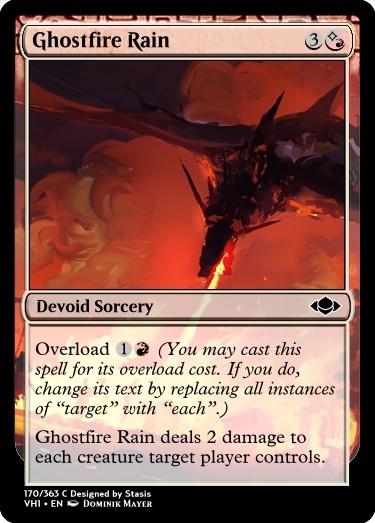 Ghostfire Rain 3
Devoid Sorcery
Overload 1 (You may cast this
spell for its overload cost. If you do,
change its text by replacing all instances
of “target” with “each”.)
Ghostfire Rain deals 2 damage to
each creature target player controls.
170/363 C Designed by Stasis
VH1 • EN Dominik Mayer